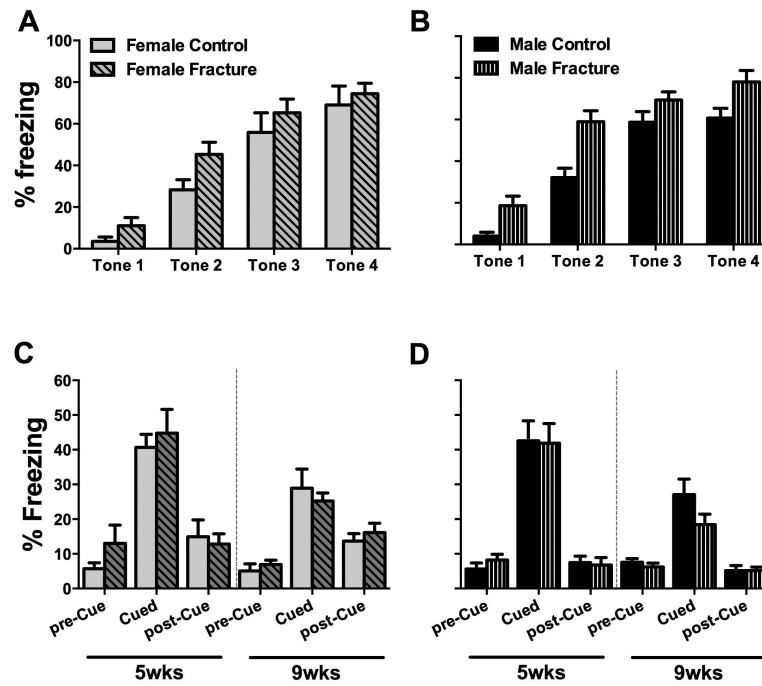 A
B
Female Control
Female Fracture
Male Control
Male Fracture
% freezing
100
80
60
40
20
0
Tone 1 Tone 2 Tone 3 Tone 4
Tone 1 Tone 2 Tone 3 Tone 4
C
D
% Freezing
60
50
40
30
20
10
0
pre-Cue Cued post-Cue pre-Cue Cued post-Cue
5wks 9wks
pre-Cue Cued post-Cue pre-Cue Cued post-Cue
5wks 9wks